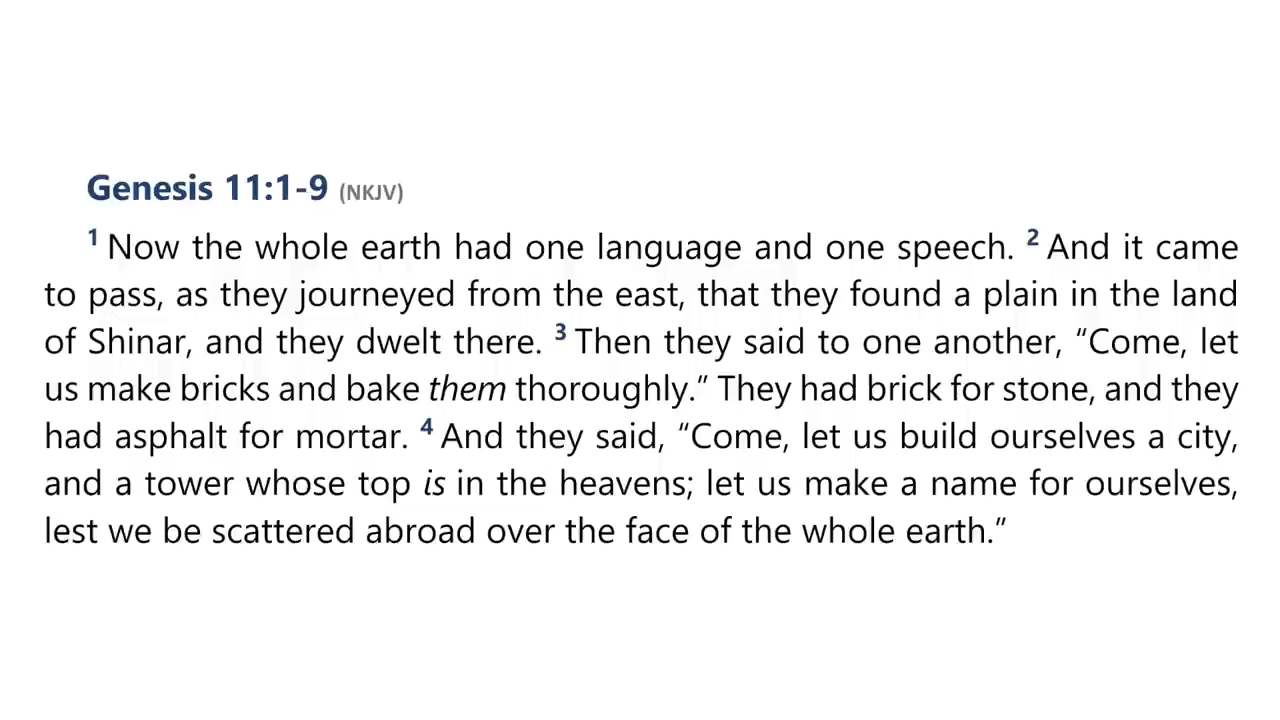 Genesis 11:1-9 (NKJV)
1 Now the whole earth had one language and one speech. 2 And it came
to pass, as they journeyed from the east, that they found a plain in the land
of Shinar, and they dwelt there. 3 Then they said to one another, “Come, let
us make bricks and bake them thoroughly.” They had brick for stone, and they
had asphalt for mortar. 4 And they said, “Come, let us build ourselves a city,
and a tower whose top is in the heavens; let us make a name for ourselves,
lest we be scattered abroad over the face of the whole earth.”